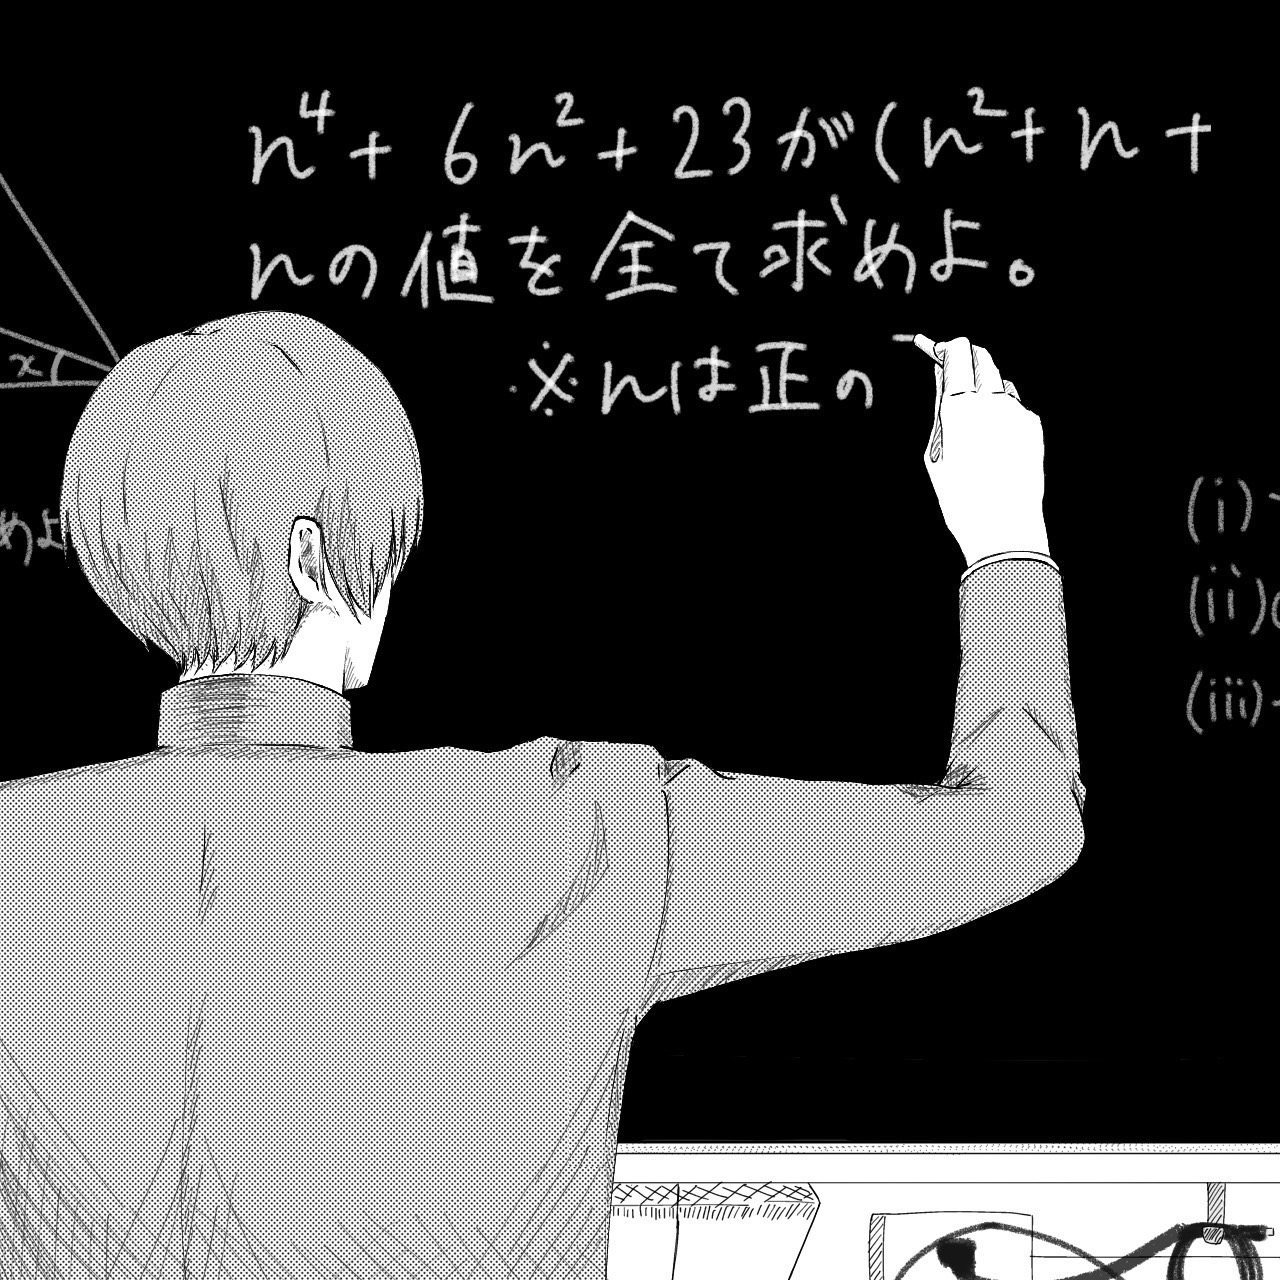 n⁴+6n²+23が(n²+n+
nの値を全て求めよ。
※nは正の
x
めよ
(i)
(ii)
(iii)